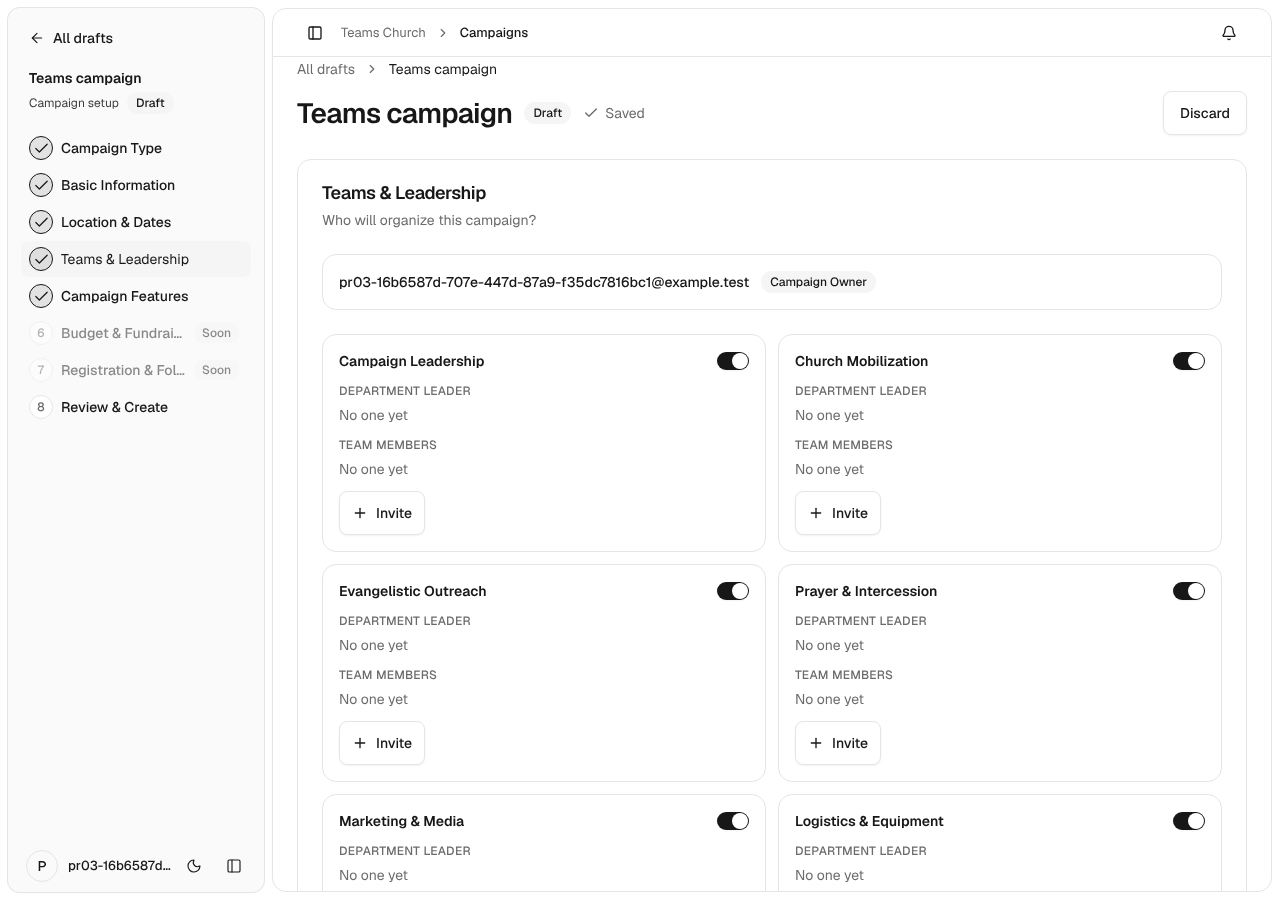 All drafts
Teams campaign
Campaign setup Draft
Campaign Type
Basic Information
Location & Dates
Teams & Leadership
Campaign Features
6 Budget & Fundrai... Soon
7 Registration & Fol... Soon
8 Review & Create
P pr03-16b6587d...
Teams Church > Campaigns
All drafts > Teams campaign
Teams campaign Draft Saved Discard
Teams & Leadership
Who will organize this campaign?
pr03-16b6587d-707e-447d-87a9-f35dc7816bc1@example.test Campaign Owner
Campaign Leadership
DEPARTMENT LEADER
No one yet
TEAM MEMBERS
No one yet
+ Invite
Church Mobilization
DEPARTMENT LEADER
No one yet
TEAM MEMBERS
No one yet
+ Invite
Evangelistic Outreach
DEPARTMENT LEADER
No one yet
TEAM MEMBERS
No one yet
+ Invite
Prayer & Intercession
DEPARTMENT LEADER
No one yet
TEAM MEMBERS
No one yet
+ Invite
Marketing & Media
DEPARTMENT LEADER
No one yet
Logistics & Equipment
DEPARTMENT LEADER
No one yet